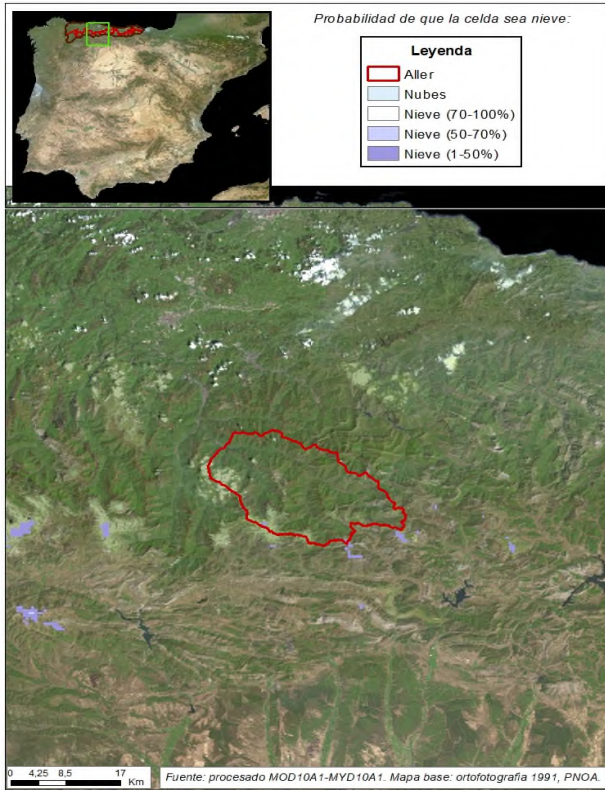 Probabilidad de que la celda sea nieve:
Leyenda
Aller
Nubes
Nieve (70-100%)
Nieve (50-70%)
Nieve (1-50%)
0 4,25 8,5 17
Km
Fuente: procesado MOD10A1-MYD10A1. Mapa base: ortofotografia 1991, PNOA.